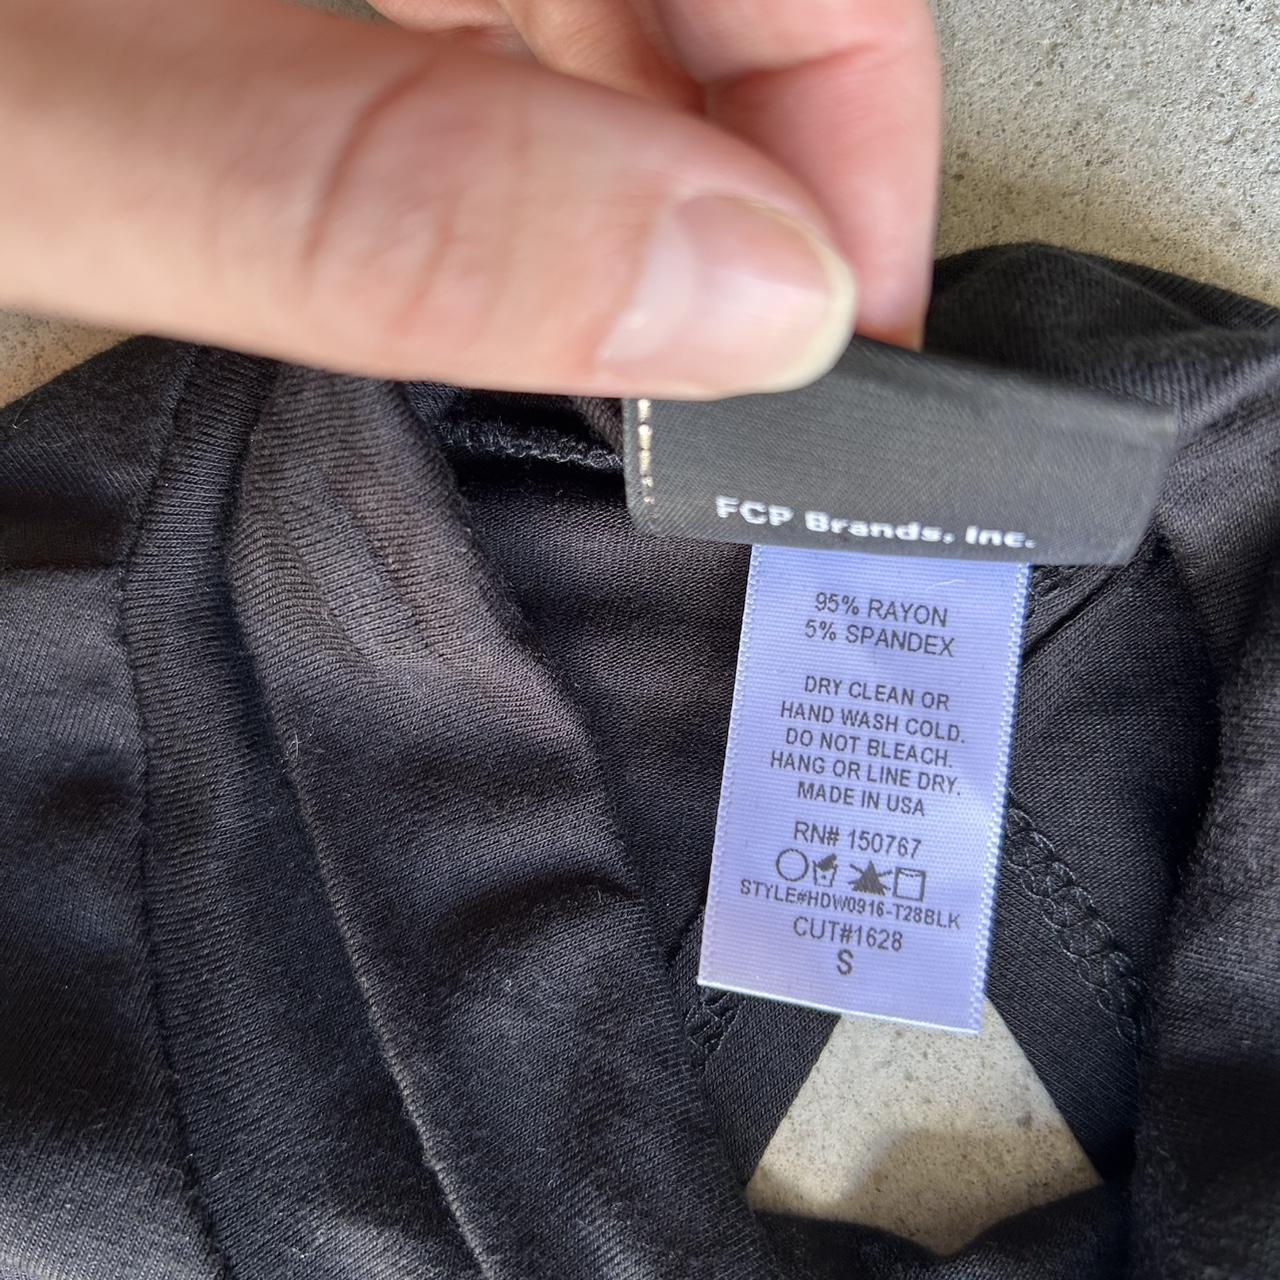 FCP Brands, Inc.
95% RAYON
5% SPANDEX
DRY CLEAN OR
HAND WASH COLD.
DO NOT BLEACH.
HANG OR LINE DRY.
MADE IN USA
RN# 150767
STYLE#HDW0916-T28BLK
CUT#1628
S